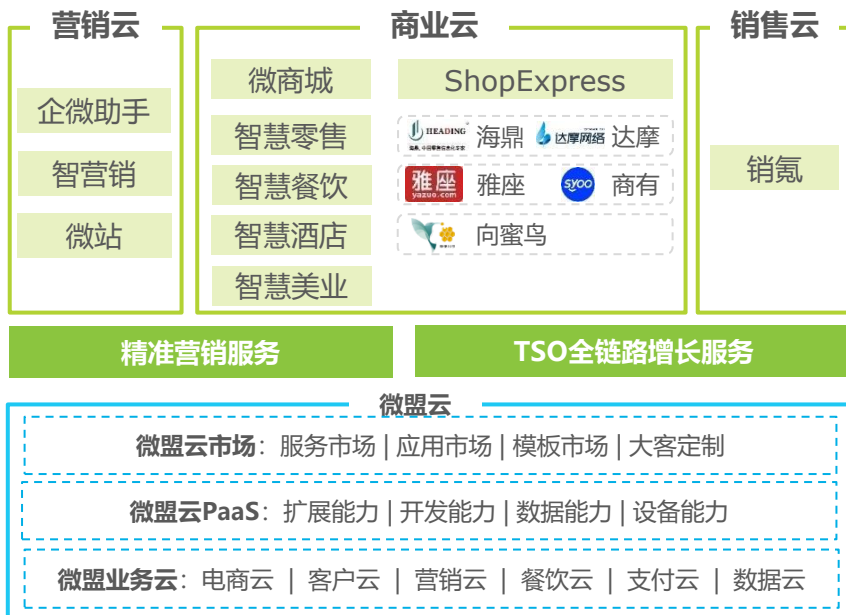 营销云
商业云
销售云
企微助手
智营销
微站
微商城
ShopExpress
智慧零售
HEADING
海鼎
达摩网络
达摩
智慧餐饮
雅座
yazuo.com
雅座
syoo
商有
智慧酒店
向蜜鸟
智慧美业
销氪
精准营销服务
TSO全链路增长服务
微盟云
微盟云市场：服务市场 | 应用市场 | 模板市场 | 大客定制
微盟云PaaS：扩展能力 | 开发能力 | 数据能力 | 设备能力
微盟业务云：电商云 | 客户云 | 营销云 | 餐饮云 | 支付云 | 数据云